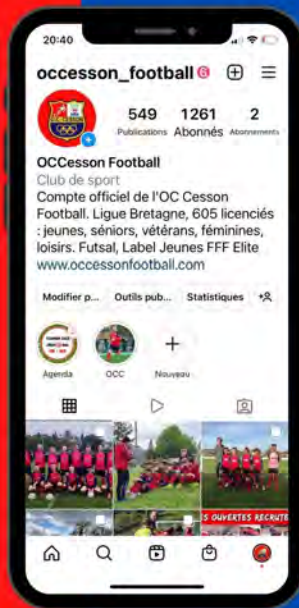 20:40
occesson_football 6
549 1261 2
Publications Abonnés Abonnements
OCCesson Football
Club de sport
Compte officiel de l'OC Cesson
Football. Ligue Bretagne, 605 licenciés
: jeunes, séniors, vétérans, féminines,
loisirs. Futsal, Label Jeunes FFF Elite
www.occessonfootball.com
Modifier p... Outils pub... Statistiques
Agenda OCC Nouveau
S OUVERTES RECRUTE